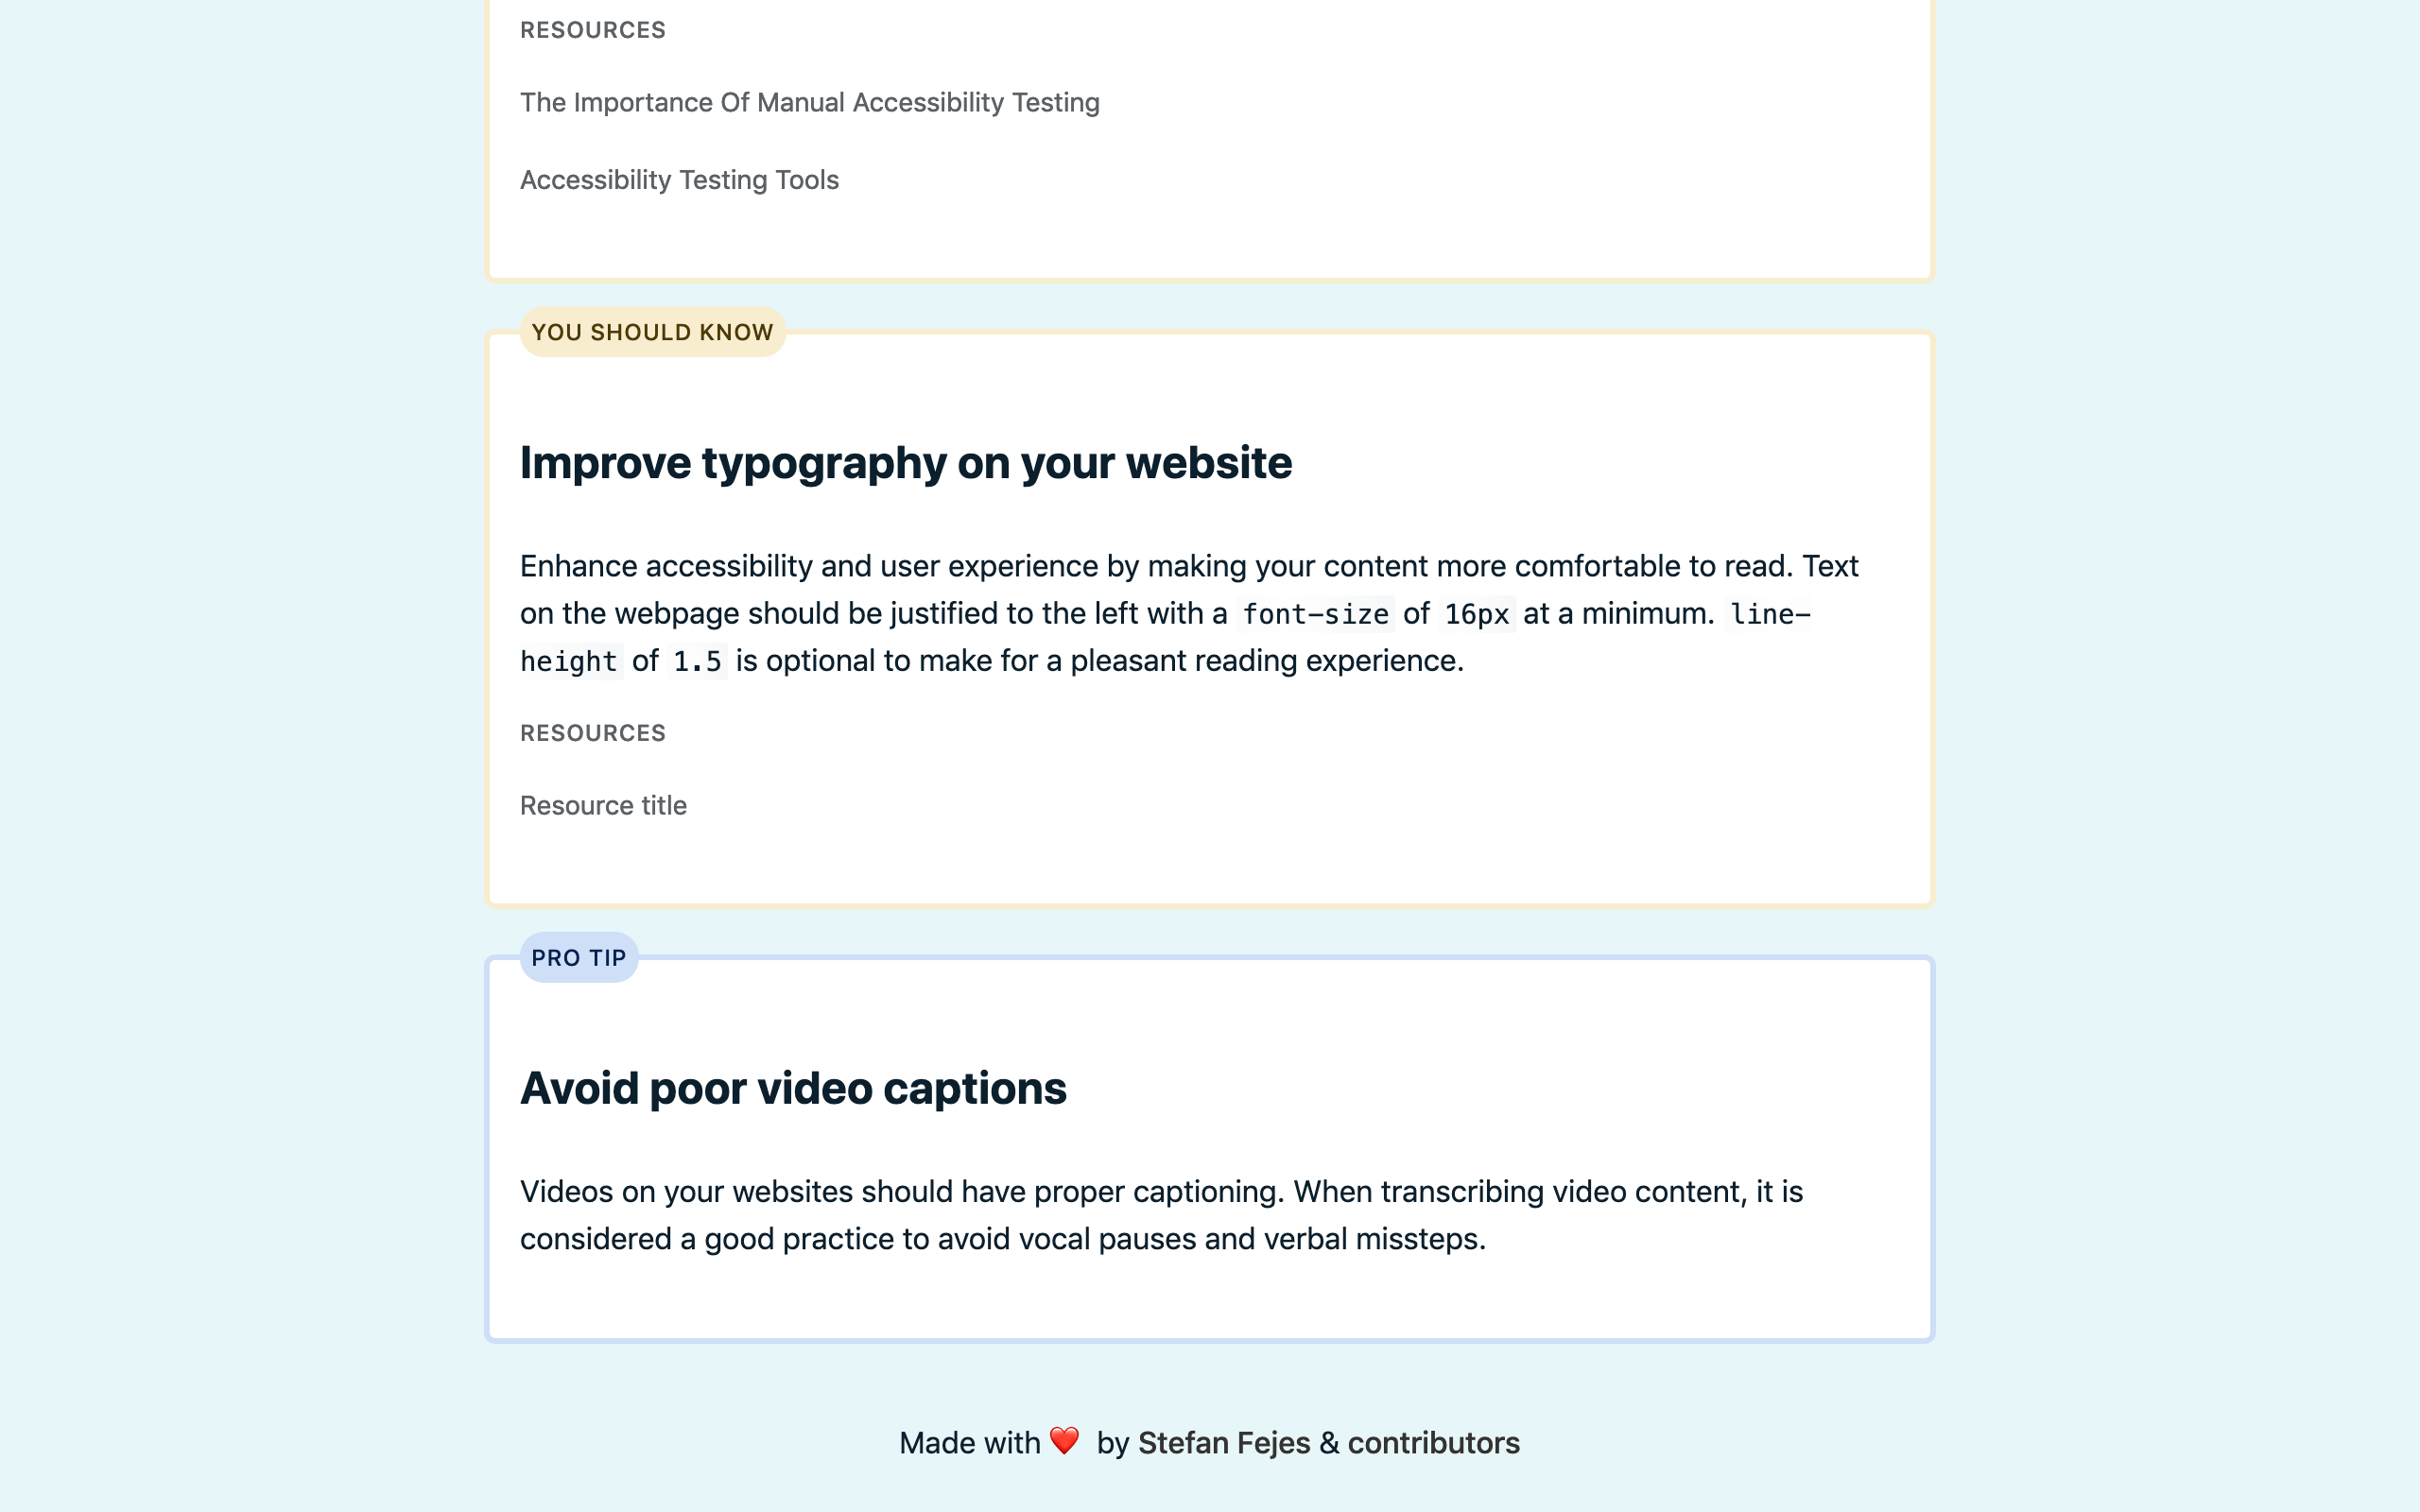 RESOURCES
The Importance Of Manual Accessibility Testing
Accessibility Testing Tools
YOU SHOULD KNOW
Improve typography on your website
Enhance accessibility and user experience by making your content more comfortable to read. Text
on the webpage should be justified to the left with a font-size of 16px at a minimum. line-
height of 1.5 is optional to make for a pleasant reading experience.
RESOURCES
Resource title
PRO TIP
Avoid poor video captions
Videos on your websites should have proper captioning. When transcribing video content, it is
considered a good practice to avoid vocal pauses and verbal missteps.
Made with ❤️ by Stefan Fejes & contributors